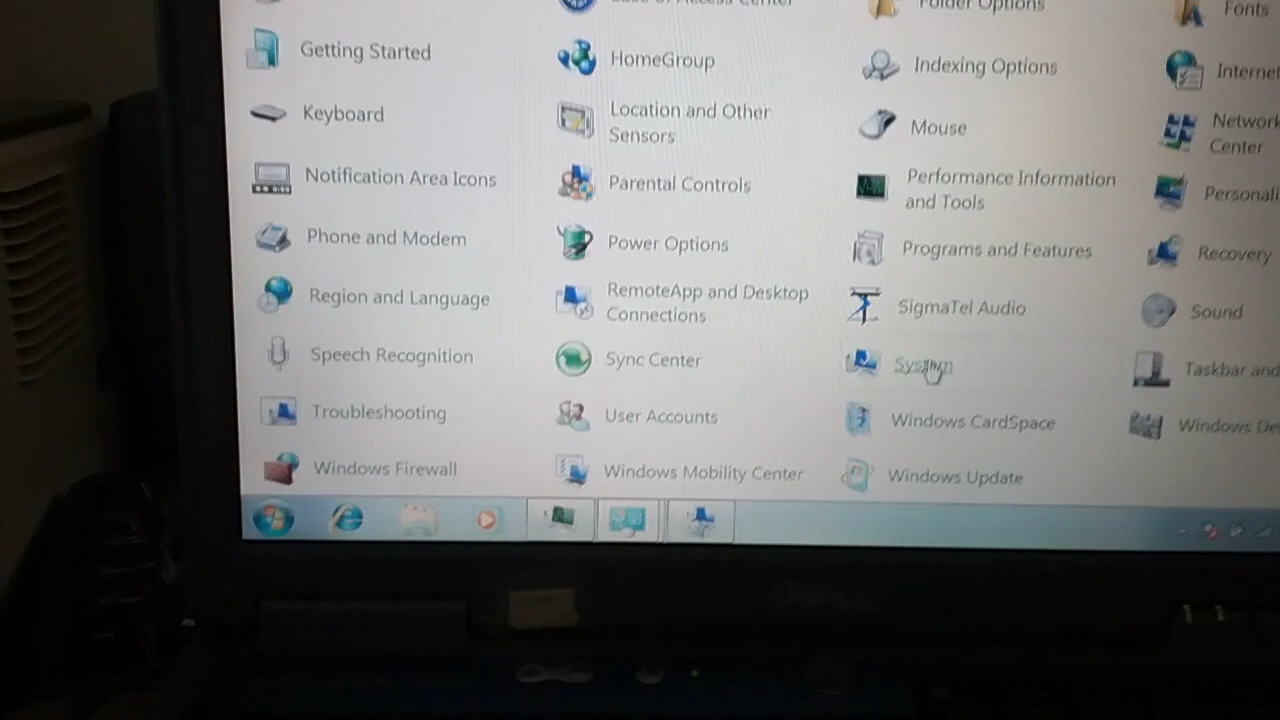 Folder Options
Fonts
Getting Started
HomeGroup
Indexing Options
Internet
Keyboard
Location and Other
Sensors
Mouse
Network
Center
Notification Area Icons
Parental Controls
Performance Information
and Tools
Personali
Phone and Modem
Power Options
Programs and Features
Recovery
Region and Language
RemoteApp and Desktop
Connections
SigmaTel Audio
Sound
Speech Recognition
Sync Center
System
Taskbar and
Troubleshooting
User Accounts
Windows CardSpace
Windows De
Windows Firewall
Windows Mobility Center
Windows Update
DELL